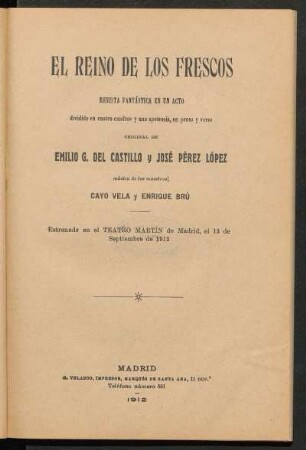 EL REINO DE LOS FRESCOS
REVISTA FANTÁSTICA EN UN ACTO
dividido en cuatro cuadros y una apoteosis, en prosa y verso
ORIGINAL DE
EMILIO G. DEL CASTILLO y JOSÉ PÉREZ LÓPEZ
música de los maestros
CAYO VELA y ENRIQUE BRÚ
Estrenada en el TEATRO MARTÍN de Madrid, el 13 de
Septiembre de 1912
MADRID
R. VELASCO, IMPRESOR, MARQUÉS DE SANTA ANA, 11 DUP.º
Teléfono número 551
1912